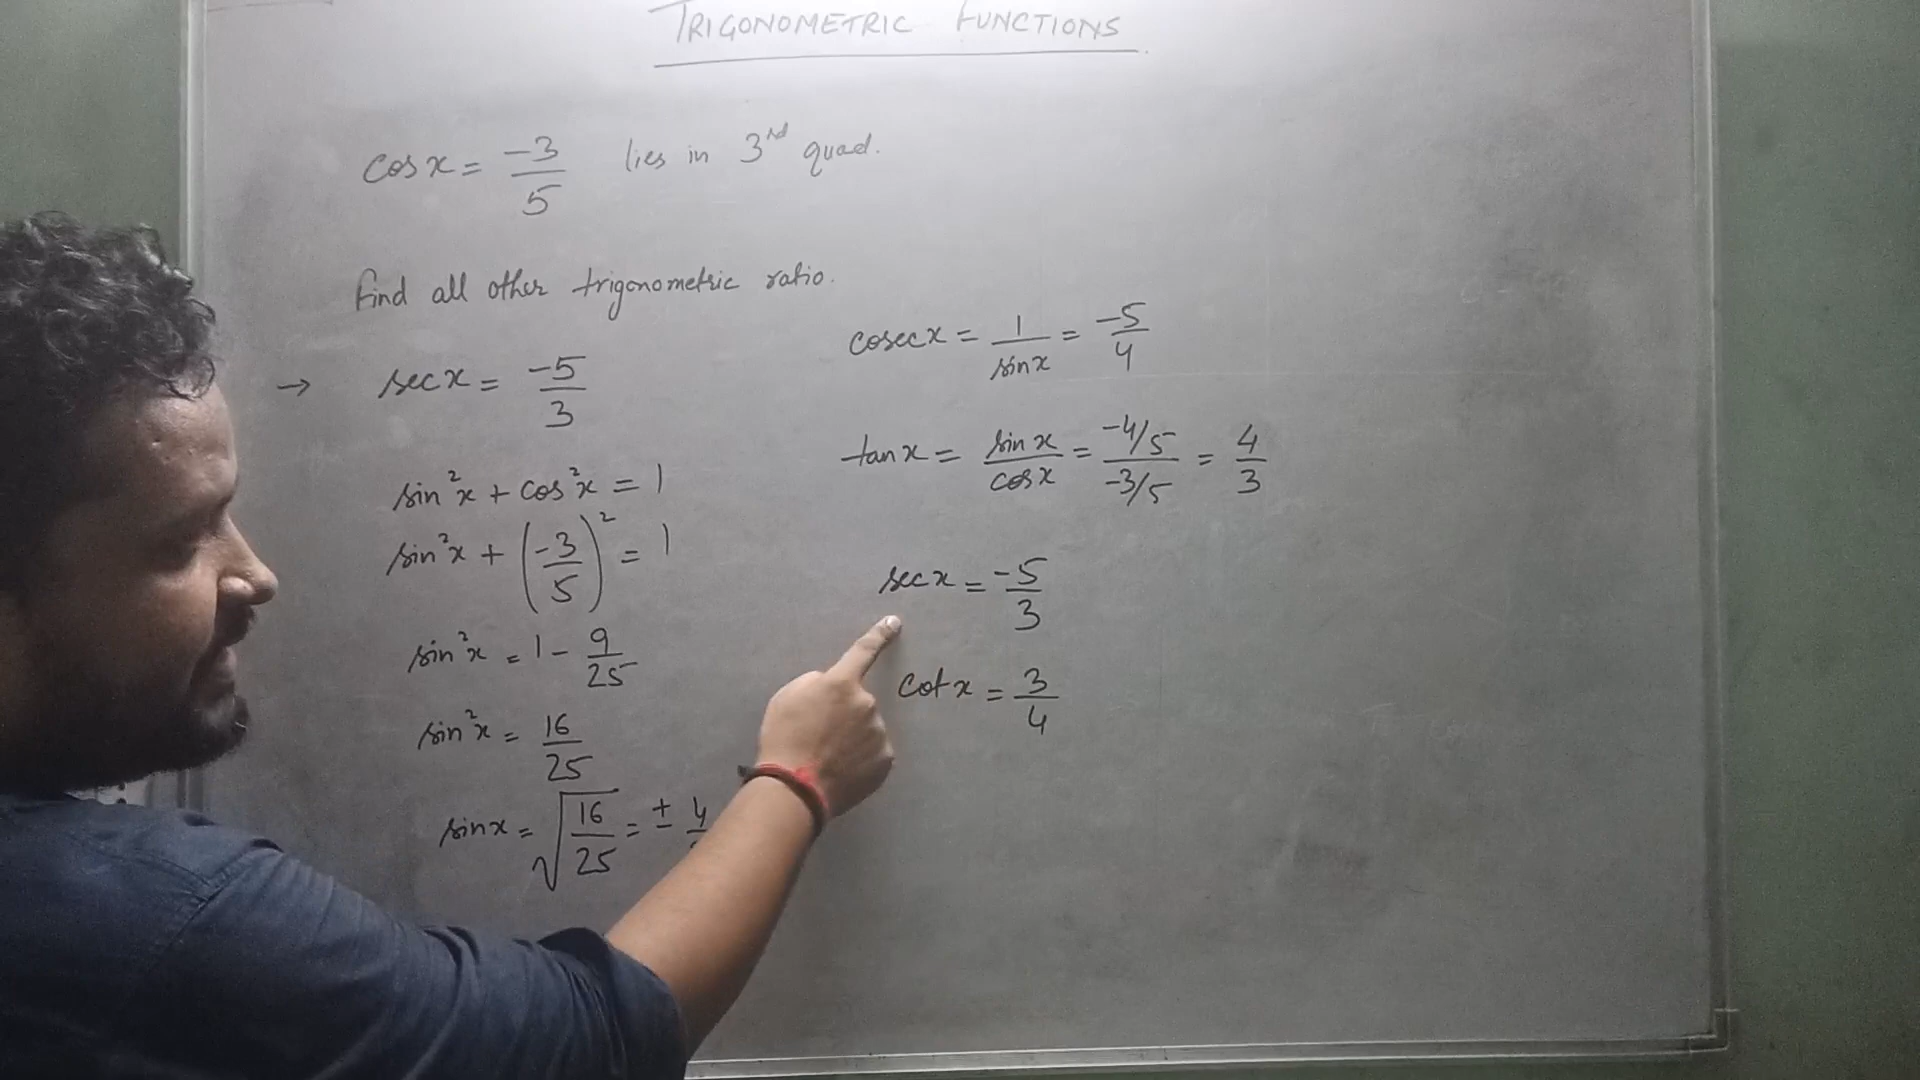 TRIGONOMETRIC FUNCTIONS
cos x = -3/5 lies in 3rd quad.
find all other trigonometric ratio.
→ sec x = -5/3
sin²x + cos²x = 1
sin²x + (-3/5)² = 1
sin²x = 1 - 9/25
sin²x = 16/25
sin x = √(16/25) = ± 4
cosec x = 1/sin x = -5/4
tan x = sin x/cos x = (-4/5)/(-3/5) = 4/3
sec x = -5/3
cot x = 3/4